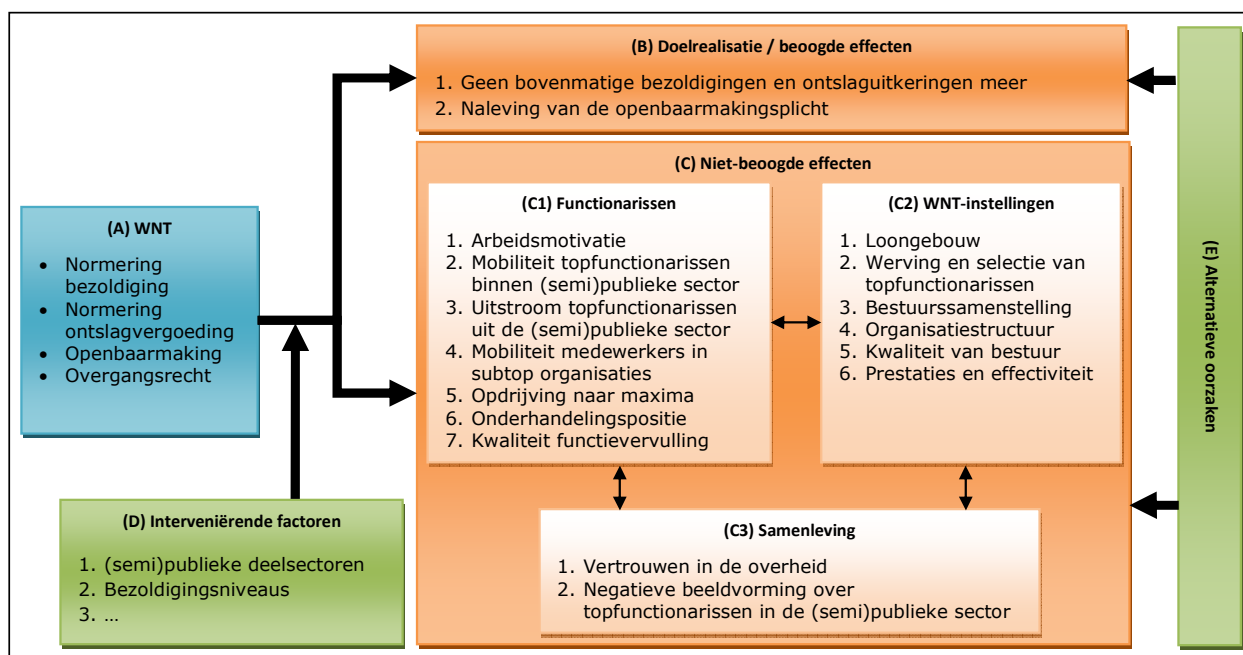 (B) Doelrealisatie / beoogde effecten
1. Geen bovenmatige bezoldigingen en ontslaguitkeringen meer
2. Naleving van de openbaarmakingsplicht
(C) Niet-beoogde effecten
(A) WNT
• Normering
bezoldiging
• Normering
ontslagvergoeding
• Openbaarmaking
• Overgangsrecht
(C1) Functionarissen
1. Arbeidsmotivatie
2. Mobiliteit topfunctionarissen
binnen (semi)publieke sector
3. Uitstroom topfunctionarissen
uit de (semi)publieke sector
4. Mobiliteit medewerkers in
subtop organisaties
5. Opdrijving naar maxima
6. Onderhandelingspositie
7. Kwaliteit functievervulling
(C2) WNT-instellingen
1. Loongebouw
2. Werving en selectie van
topfunctionarissen
3. Bestuurssamenstelling
4. Organisatiestructuur
5. Kwaliteit van bestuur
6. Prestaties en effectiviteit
(E) Alternatieve oorzaken
(D) Interveniërende factoren
1. (semi)publieke deelsectoren
2. Bezoldigingsniveaus
3. …
(C3) Samenleving
1. Vertrouwen in de overheid
2. Negatieve beeldvorming over
topfunctionarissen in de (semi)publieke sector